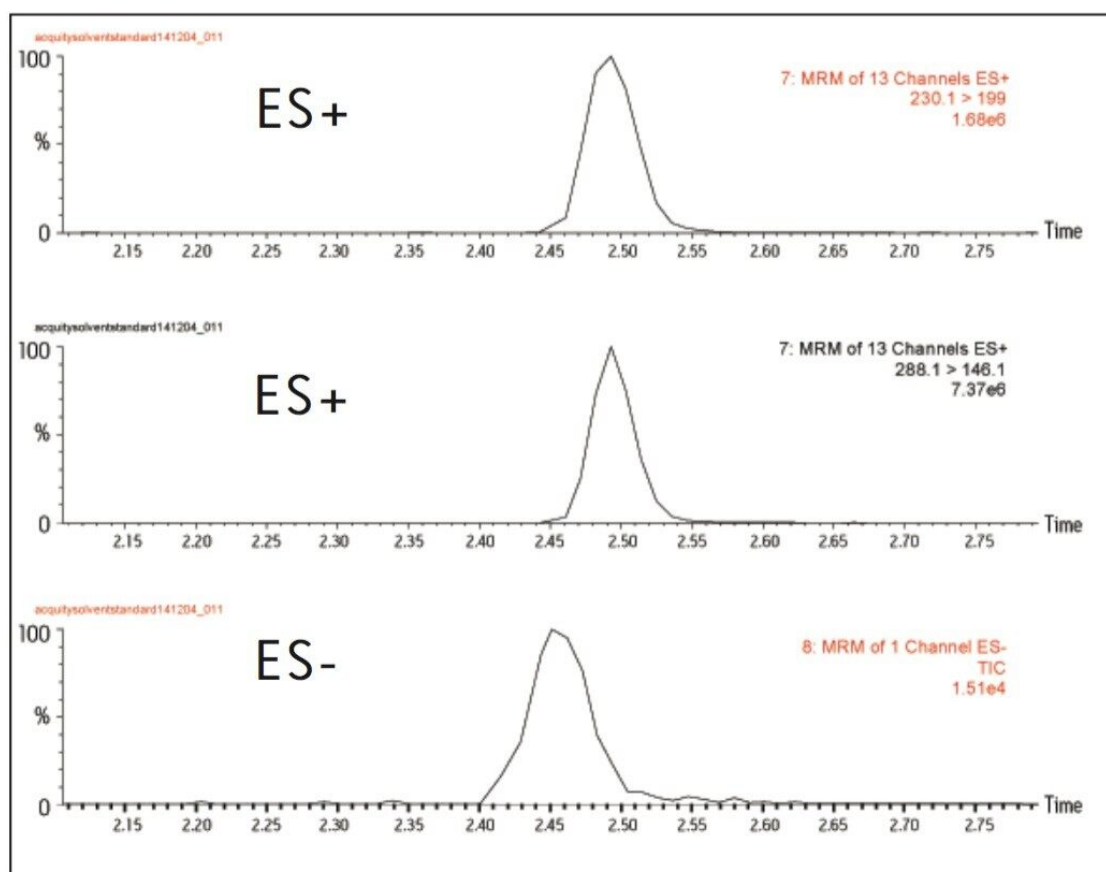 acquitysolventstandard141204_011
100
%
0
ES+
7: MRM of 13 Channels ES+
230.1 > 199
1.68e6
2.15 2.20 2.25 2.30 2.35 2.40 2.45 2.50 2.55 2.60 2.65 2.70 2.75
Time
acquitysolventstandard141204_011
100
%
0
ES+
7: MRM of 13 Channels ES+
288.1 > 146.1
7.37e6
2.15 2.20 2.25 2.30 2.35 2.40 2.45 2.50 2.55 2.60 2.65 2.70 2.75
Time
acquitysolventstandard141204_011
100
%
0
ES-
8: MRM of 1 Channel ES-
TIC
1.51e4
2.15 2.20 2.25 2.30 2.35 2.40 2.45 2.50 2.55 2.60 2.65 2.70 2.75
Time